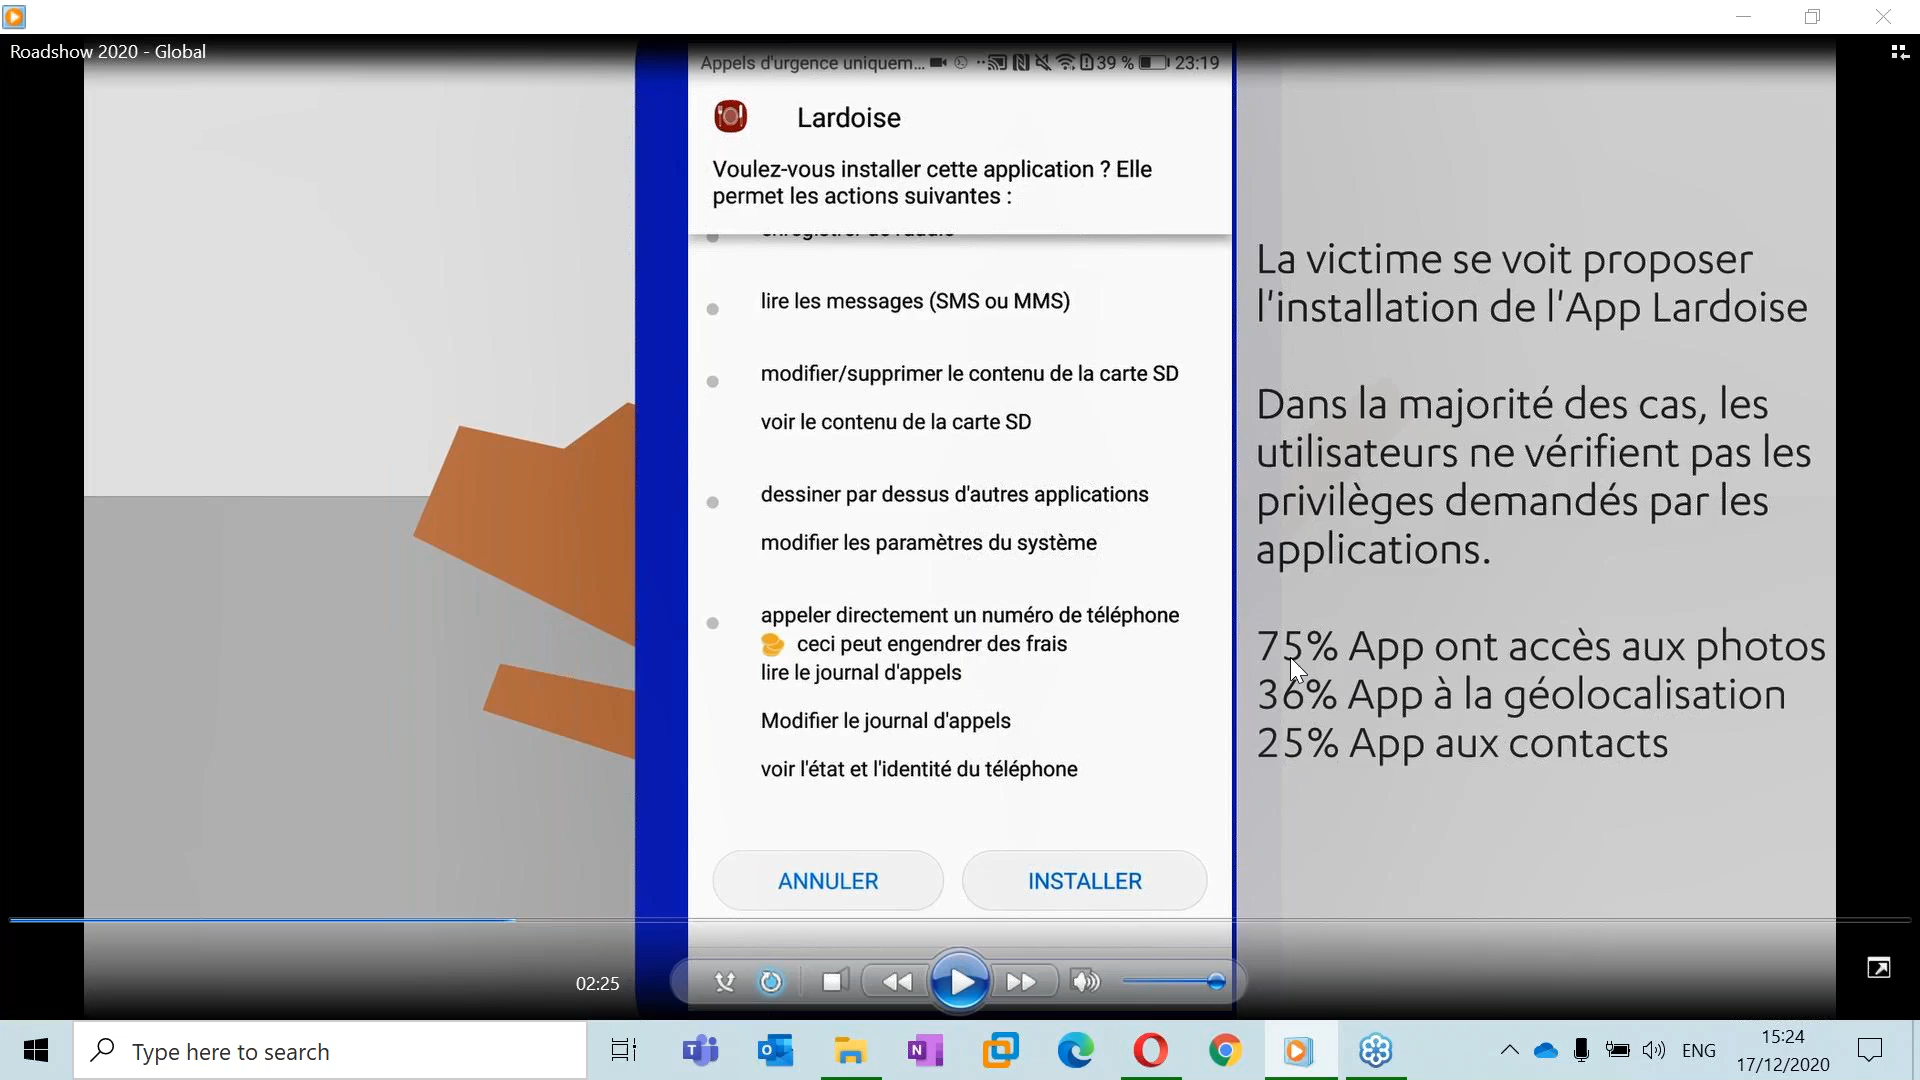 Roadshow 2020 - Global
Appels d'urgence uniquem... 39 % 23:19
Lardoise
Voulez-vous installer cette application ? Elle
permet les actions suivantes :
lire les messages (SMS ou MMS)
modifier/supprimer le contenu de la carte SD
voir le contenu de la carte SD
dessiner par dessus d'autres applications
modifier les paramètres du système
appeler directement un numéro de téléphone
ceci peut engendrer des frais
lire le journal d'appels
Modifier le journal d'appels
voir l'état et l'identité du téléphone
ANNULER INSTALLER
La victime se voit proposer
l'installation de l'App Lardoise
Dans la majorité des cas, les
utilisateurs ne vérifient pas les
privilèges demandés par les
applications.
75% App ont accès aux photos
36% App à la géolocalisation
25% App aux contacts
02:25
Type here to search
ENG
15:24
17/12/2020